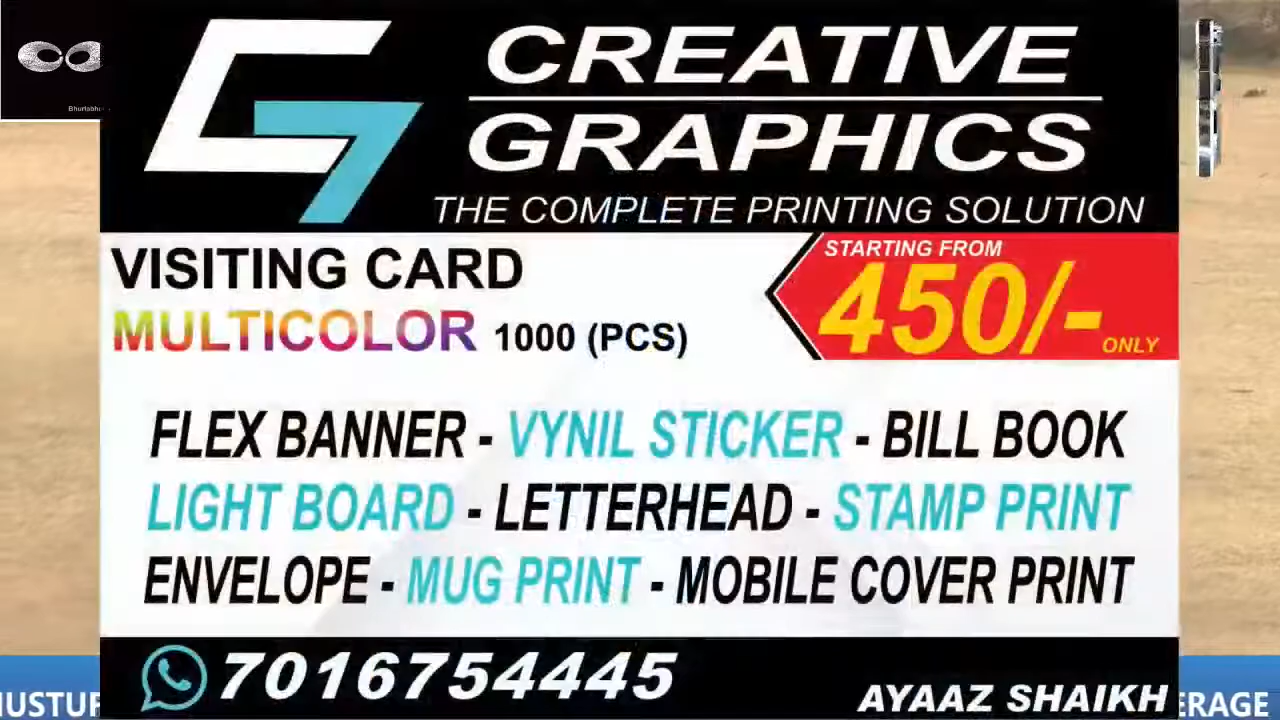 CREATIVE
GRAPHICS
THE COMPLETE PRINTING SOLUTION
VISITING CARD
MULTICOLOR 1000 (PCS)
STARTING FROM
450/-
ONLY
FLEX BANNER - VYNIL STICKER - BILL BOOK
LIGHT BOARD - LETTERHEAD - STAMP PRINT
ENVELOPE - MUG PRINT - MOBILE COVER PRINT
7016754445
AYAAZ SHAIKH
ERAGE